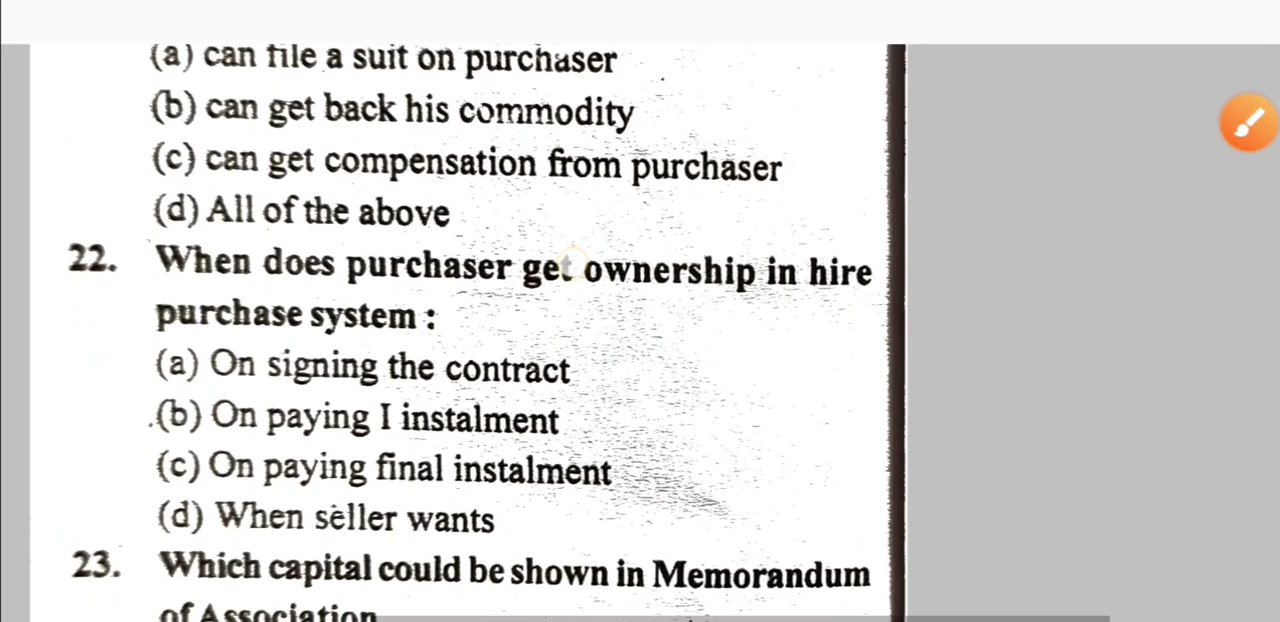 (a) can file a suit on purchaser
(b) can get back his commodity
(c) can get compensation from purchaser
(d) All of the above
22. When does purchaser get ownership in hire
purchase system :
(a) On signing the contract
(b) On paying I instalment
(c) On paying final instalment
(d) When seller wants
23. Which capital could be shown in Memorandum
of Association